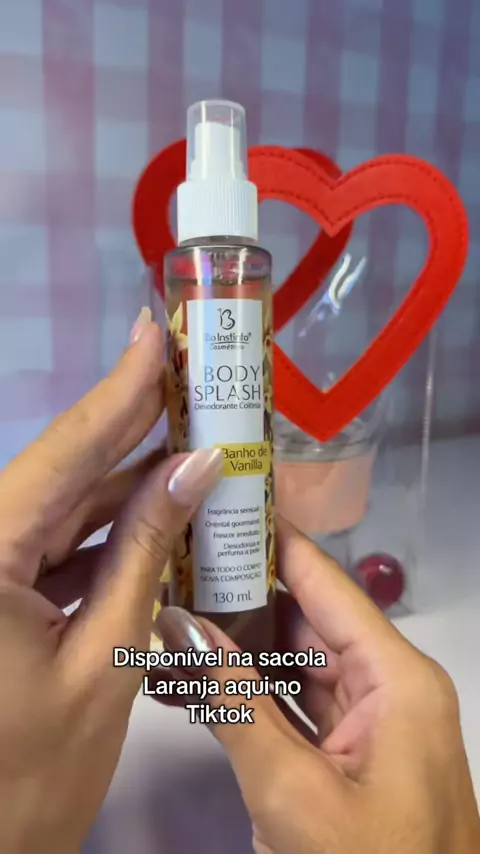 Bio Instinto®
Cosméticos
BODY
SPLASH
Desodorante Colônia
Banho de
Vanilla
Fragrância sensual
Oriental gourmand
Frescor imediato
Desodoriza e
perfuma a pele
PARA TODO O CORPO
NOVA COMPOSIÇÃO
130 mL
Disponível na sacola
Laranja aqui no
Tiktok